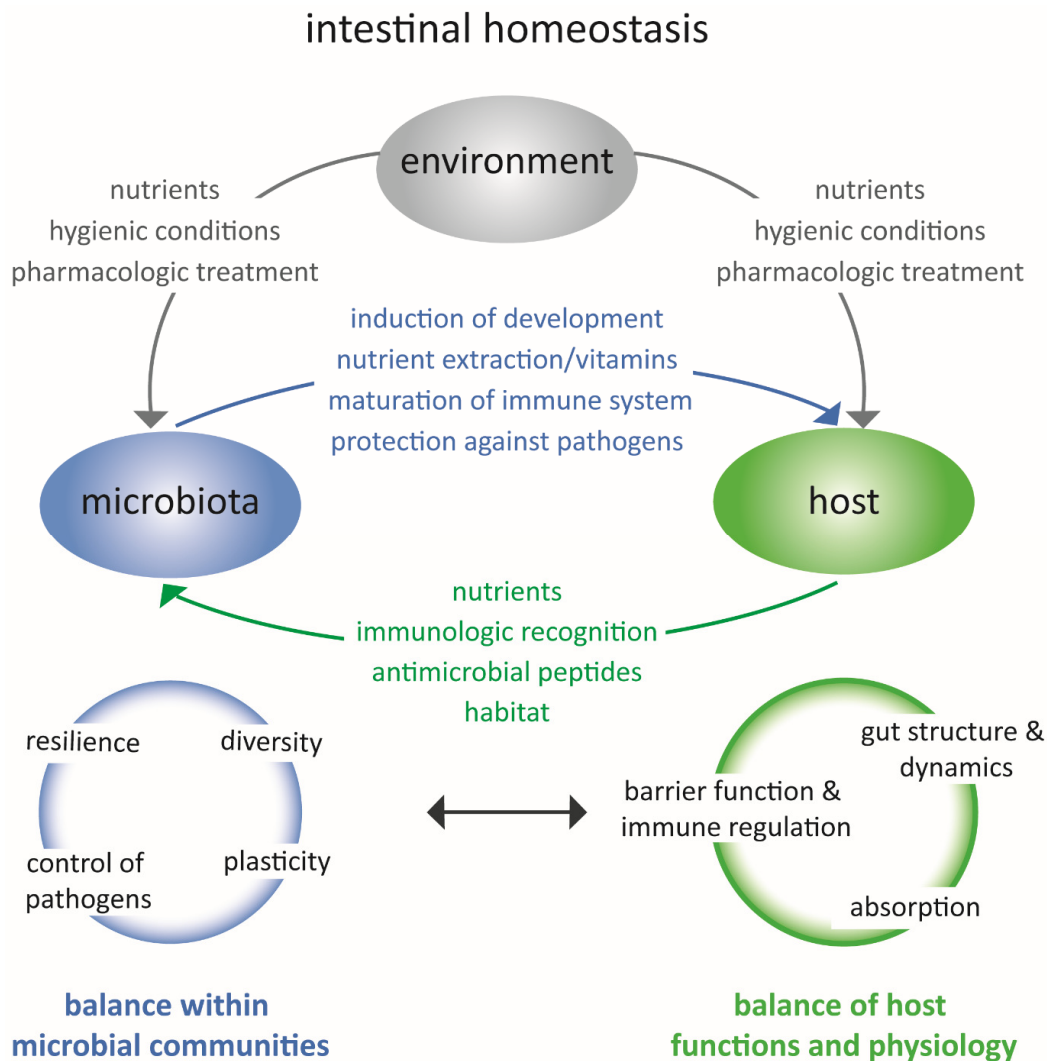 intestinal homeostasis
environment
nutrients
hygienic conditions
pharmacologic treatment
nutrients
hygienic conditions
pharmacologic treatment
induction of development
nutrient extraction/vitamins
maturation of immune system
protection against pathogens
microbiota
host
nutrients
immunologic recognition
antimicrobial peptides
habitat
resilience
diversity
control of
pathogens
plasticity
gut structure &
dynamics
barrier function &
immune regulation
absorption
balance within
microbial communities
balance of host
functions and physiology